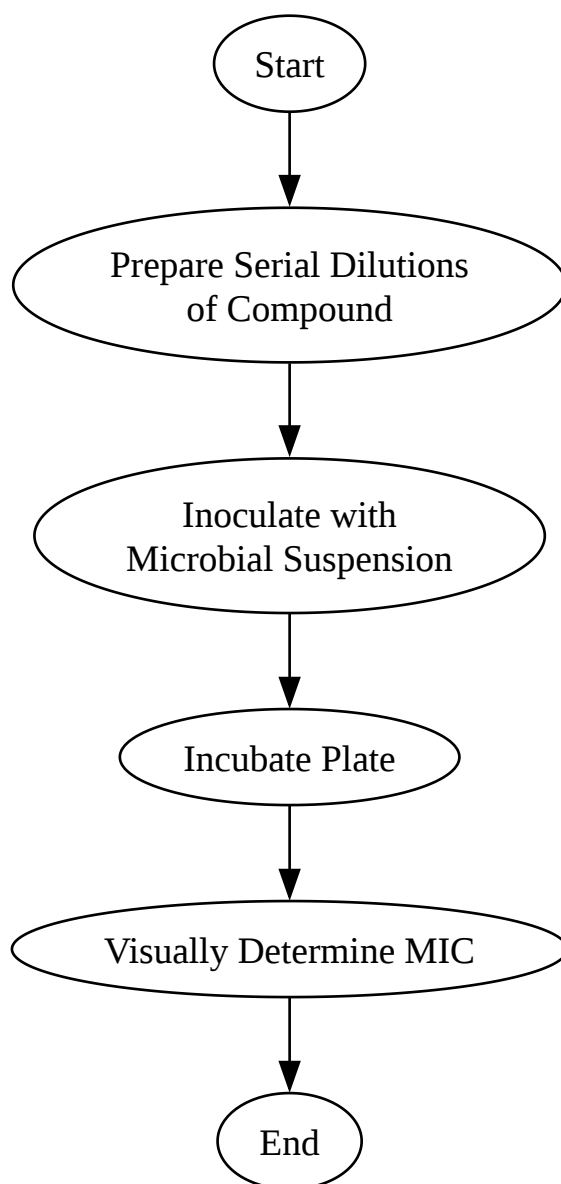 Start
Prepare Serial Dilutions
of Compound
Inoculate with
Microbial Suspension
Incubate Plate
Visually Determine MIC
End